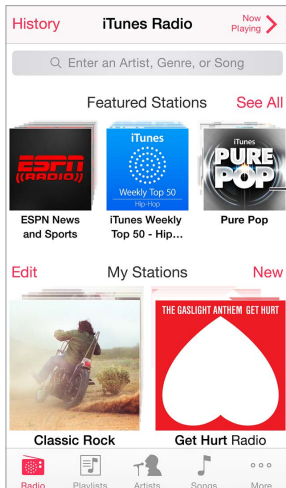 History
iTunes Radio
Now
Playing
Enter an Artist, Genre, or Song
Featured Stations
See All
ESPN
((RADIO))
iTunes
Weekly Top 50
Hip-Hop
iTunes
PURE
POP
ESPN News
and Sports
iTunes Weekly
Top 50 - Hip...
Pure Pop
Edit
My Stations
New
THE GASLIGHT ANTHEM GET HURT
Classic Rock
Get Hurt Radio
Radio
Playlists
Artists
Songs
More